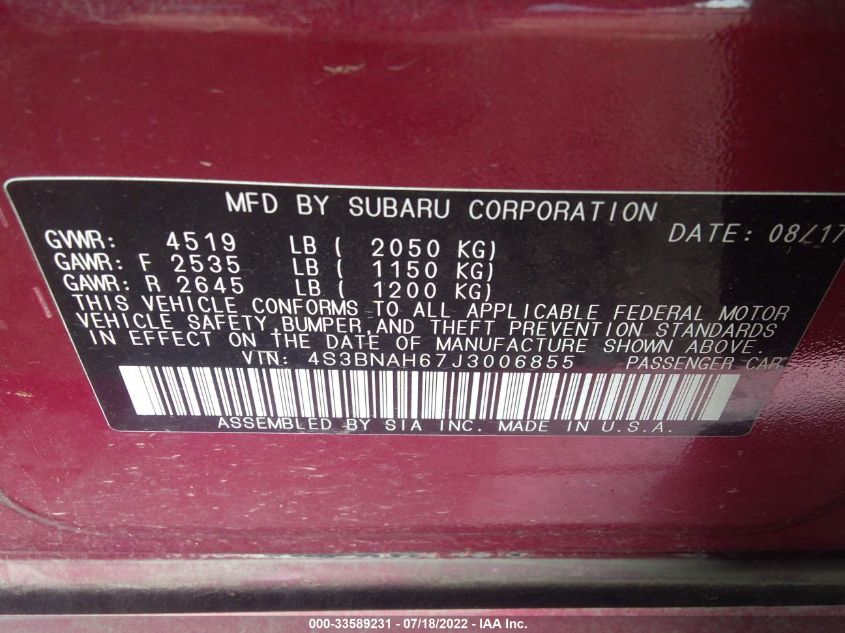 MFD BY SUBARU CORPORATION
DATE: 08/17
GVWR: 4519 LB ( 2050 KG)
GAWR: F 2535 LB ( 1150 KG)
GAWR: R 2645 LB ( 1200 KG)
THIS VEHICLE CONFORMS TO ALL APPLICABLE FEDERAL MOTOR
VEHICLE SAFETY,BUMPER,AND THEFT PREVENTION STANDARDS
IN EFFECT ON THE DATE OF MANUFACTURE SHOWN ABOVE.
VIN: 4S3BNAH67J3006855 PASSENGER CAR
ASSEMBLED BY SIA INC. MADE IN U.S.A.
000-33589231 - 07/18/2022 - IAA Inc.